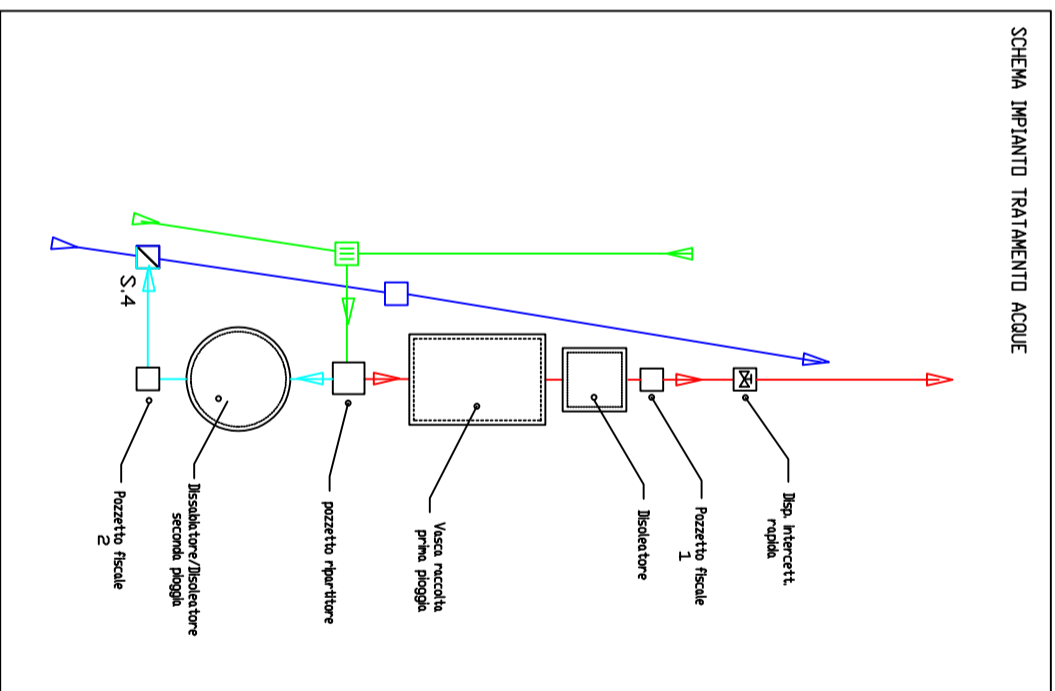 SCHEMA IMPIANTO TRATAMENTO ACQUE
Disp. intercett.
rapida
Pozzetto fiscale
1
Disoleatore
Vasca raccolta
prima pioggia
pozzetto ripartitore
Dissabbiatore/Disoleatore
seconda pioggia
Pozzetto fiscale
2
S.4